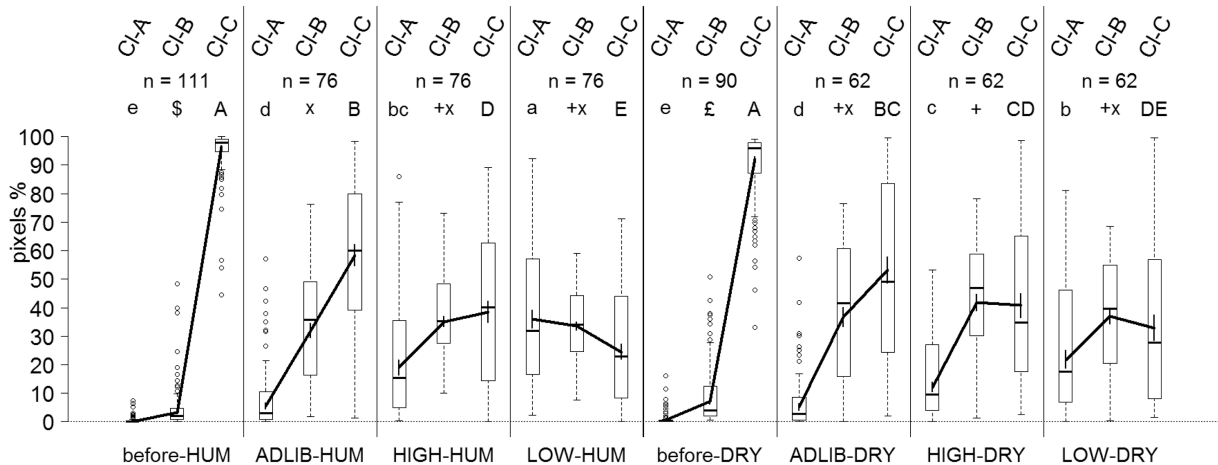 CI-A CI-B CI-C CI-A CI-B CI-C CI-A CI-B CI-C CI-A CI-B CI-C CI-A CI-B CI-C CI-A CI-B CI-C CI-A CI-B CI-C CI-A CI-B CI-C
n = 111 n = 76 n = 76 n = 76 n = 90 n = 62 n = 62 n = 62
e $ A d x B bc +x D a +x E e £ A d +x BC c + CD b +x DE
pixels %
100
90
80
70
60
50
40
30
20
10
0
before-HUM ADLIB-HUM HIGH-HUM LOW-HUM before-DRY ADLIB-DRY HIGH-DRY LOW-DRY